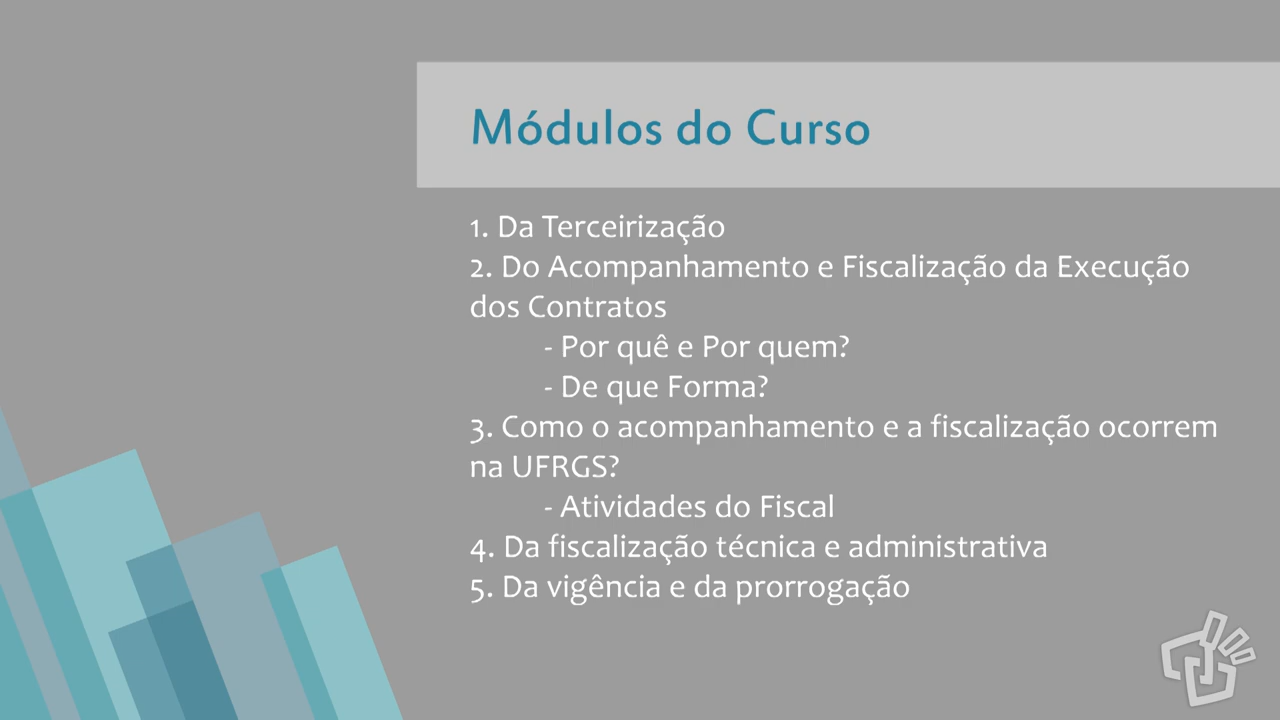 Módulos do Curso
1. Da Terceirização
2. Do Acompanhamento e Fiscalização da Execução
dos Contratos
- Por quê e Por quem?
- De que Forma?
3. Como o acompanhamento e a fiscalização ocorrem
na UFRGS?
- Atividades do Fiscal
4. Da fiscalização técnica e administrativa
5. Da vigência e da prorrogação